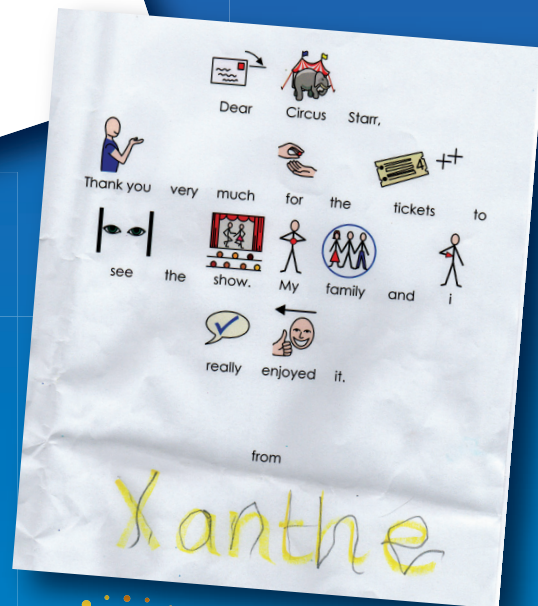 Dear Circus Starr,
Thank you very much for the tickets to
see the show. My family and i
really enjoyed it.
from
Xanthe